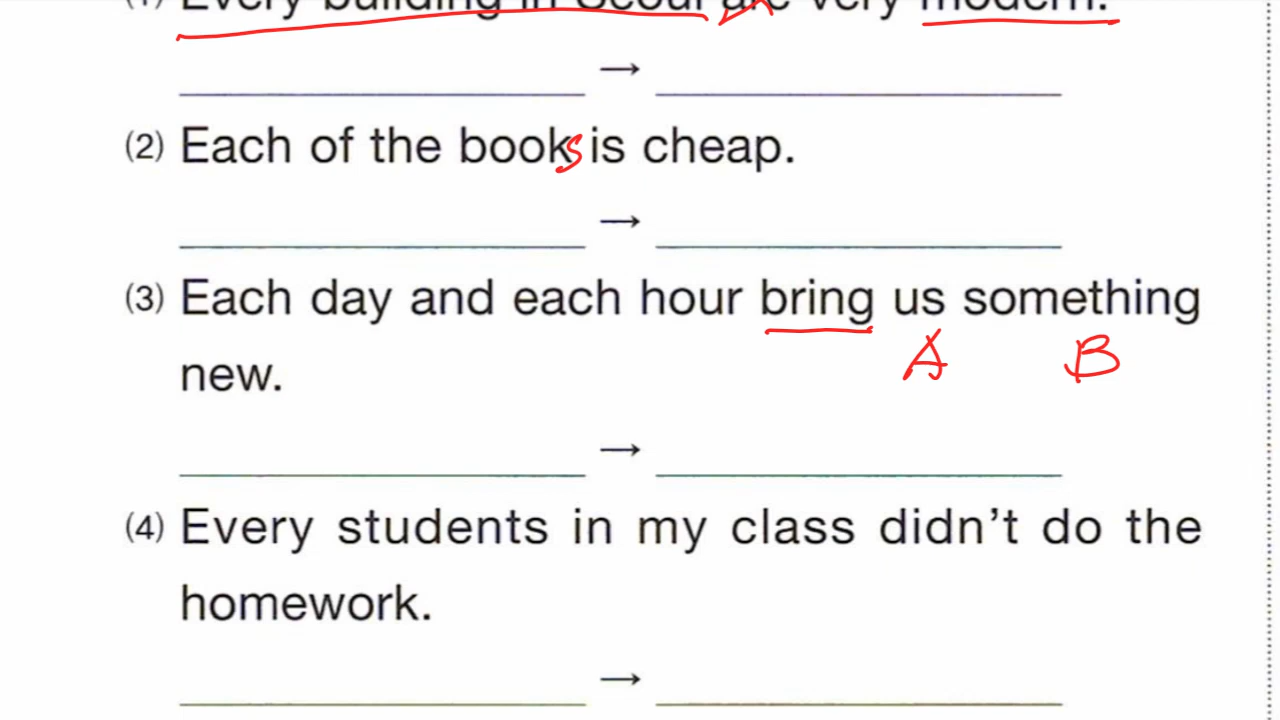 (1) Every building in Seoul are very modern.
→
(2) Each of the books is cheap.
→
(3) Each day and each hour bring us something
A B
new.
→
(4) Every students in my class didn't do the
homework.
→